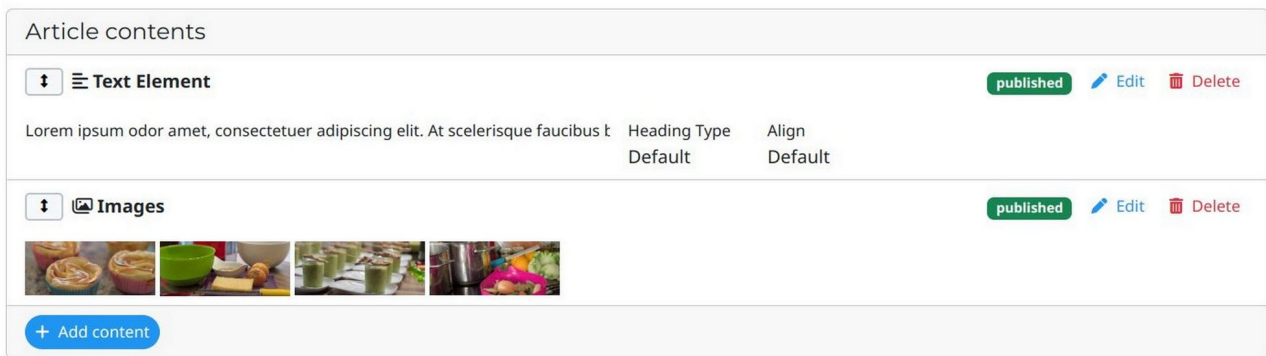 Article contents
Text Element
published Edit Delete
Lorem ipsum odor amet, consectetuer adipiscing elit. At scelerisque faucibus
Heading Type Align
Default Default
Images
published Edit Delete
+ Add content